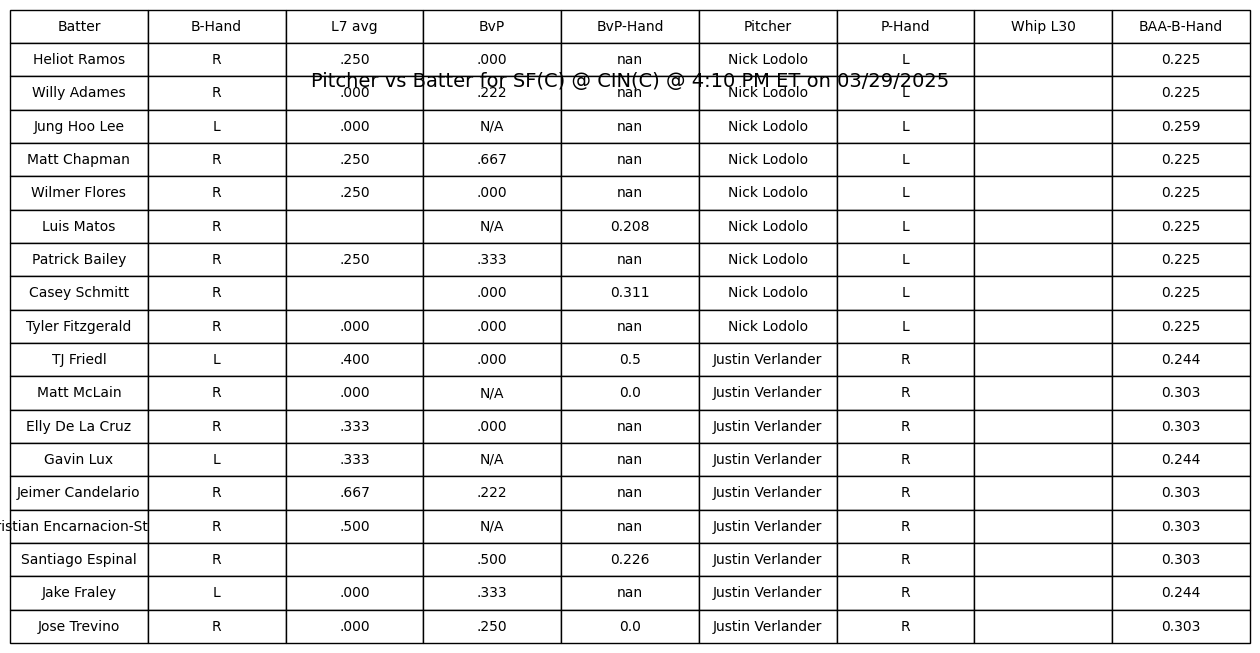 Batter B-Hand L7 avg BvP BvP-Hand Pitcher P-Hand Whip L30 BAA-B-Hand
Heliot Ramos R .250 .000 nan Nick Lodolo L 0.225
Pitcher vs Batter for SF(C) @ CIN(C) @ 4:10 PM ET on 03/29/2025
Willy Adames R .000 .222 nan Nick Lodolo L 0.225
Jung Hoo Lee L .000 N/A nan Nick Lodolo L 0.259
Matt Chapman R .250 .667 nan Nick Lodolo L 0.225
Wilmer Flores R .250 .000 nan Nick Lodolo L 0.225
Luis Matos R N/A 0.208 Nick Lodolo L 0.225
Patrick Bailey R .250 .333 nan Nick Lodolo L 0.225
Casey Schmitt R .000 0.311 Nick Lodolo L 0.225
Tyler Fitzgerald R .000 .000 nan Nick Lodolo L 0.225
TJ Friedl L .400 .000 0.5 Justin Verlander R 0.244
Matt McLain R .000 N/A 0.0 Justin Verlander R 0.303
Elly De La Cruz R .333 .000 nan Justin Verlander R 0.303
Gavin Lux L .333 N/A nan Justin Verlander R 0.244
Jeimer Candelario R .667 .222 nan Justin Verlander R 0.303
ristian Encarnacion-St R .500 N/A nan Justin Verlander R 0.303
Santiago Espinal R .500 0.226 Justin Verlander R 0.303
Jake Fraley L .000 .333 nan Justin Verlander R 0.244
Jose Trevino R .000 .250 0.0 Justin Verlander R 0.303